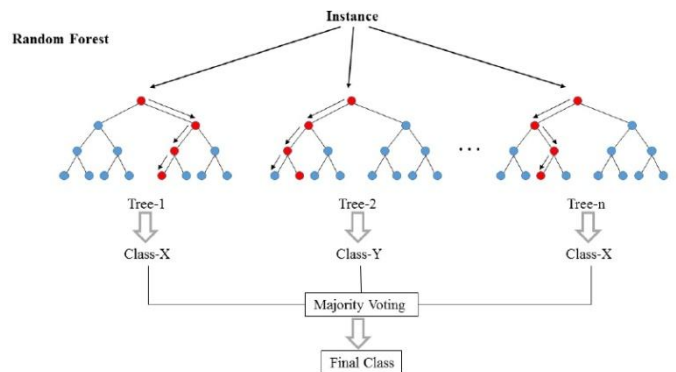 Instance
Random Forest
...
Tree-1 Tree-2 Tree-n
Class-X Class-Y Class-X
Majority Voting
Final Class